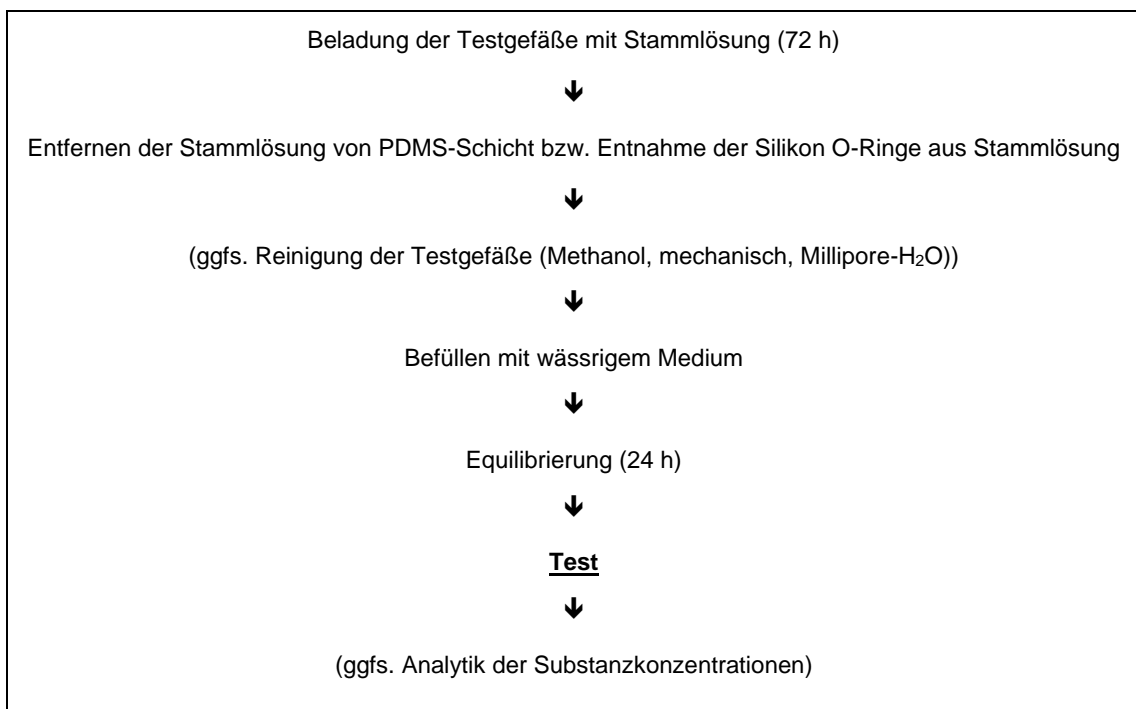 Beladung der Testgefäße mit Stammlösung (72 h)
Entfernen der Stammlösung von PDMS-Schicht bzw. Entnahme der Silikon O-Ringe aus Stammlösung
(ggfs. Reinigung der Testgefäße (Methanol, mechanisch, Millipore-H₂O))
Befüllen mit wässrigem Medium
Equilibrierung (24 h)
Test
(ggfs. Analytik der Substanzkonzentrationen)